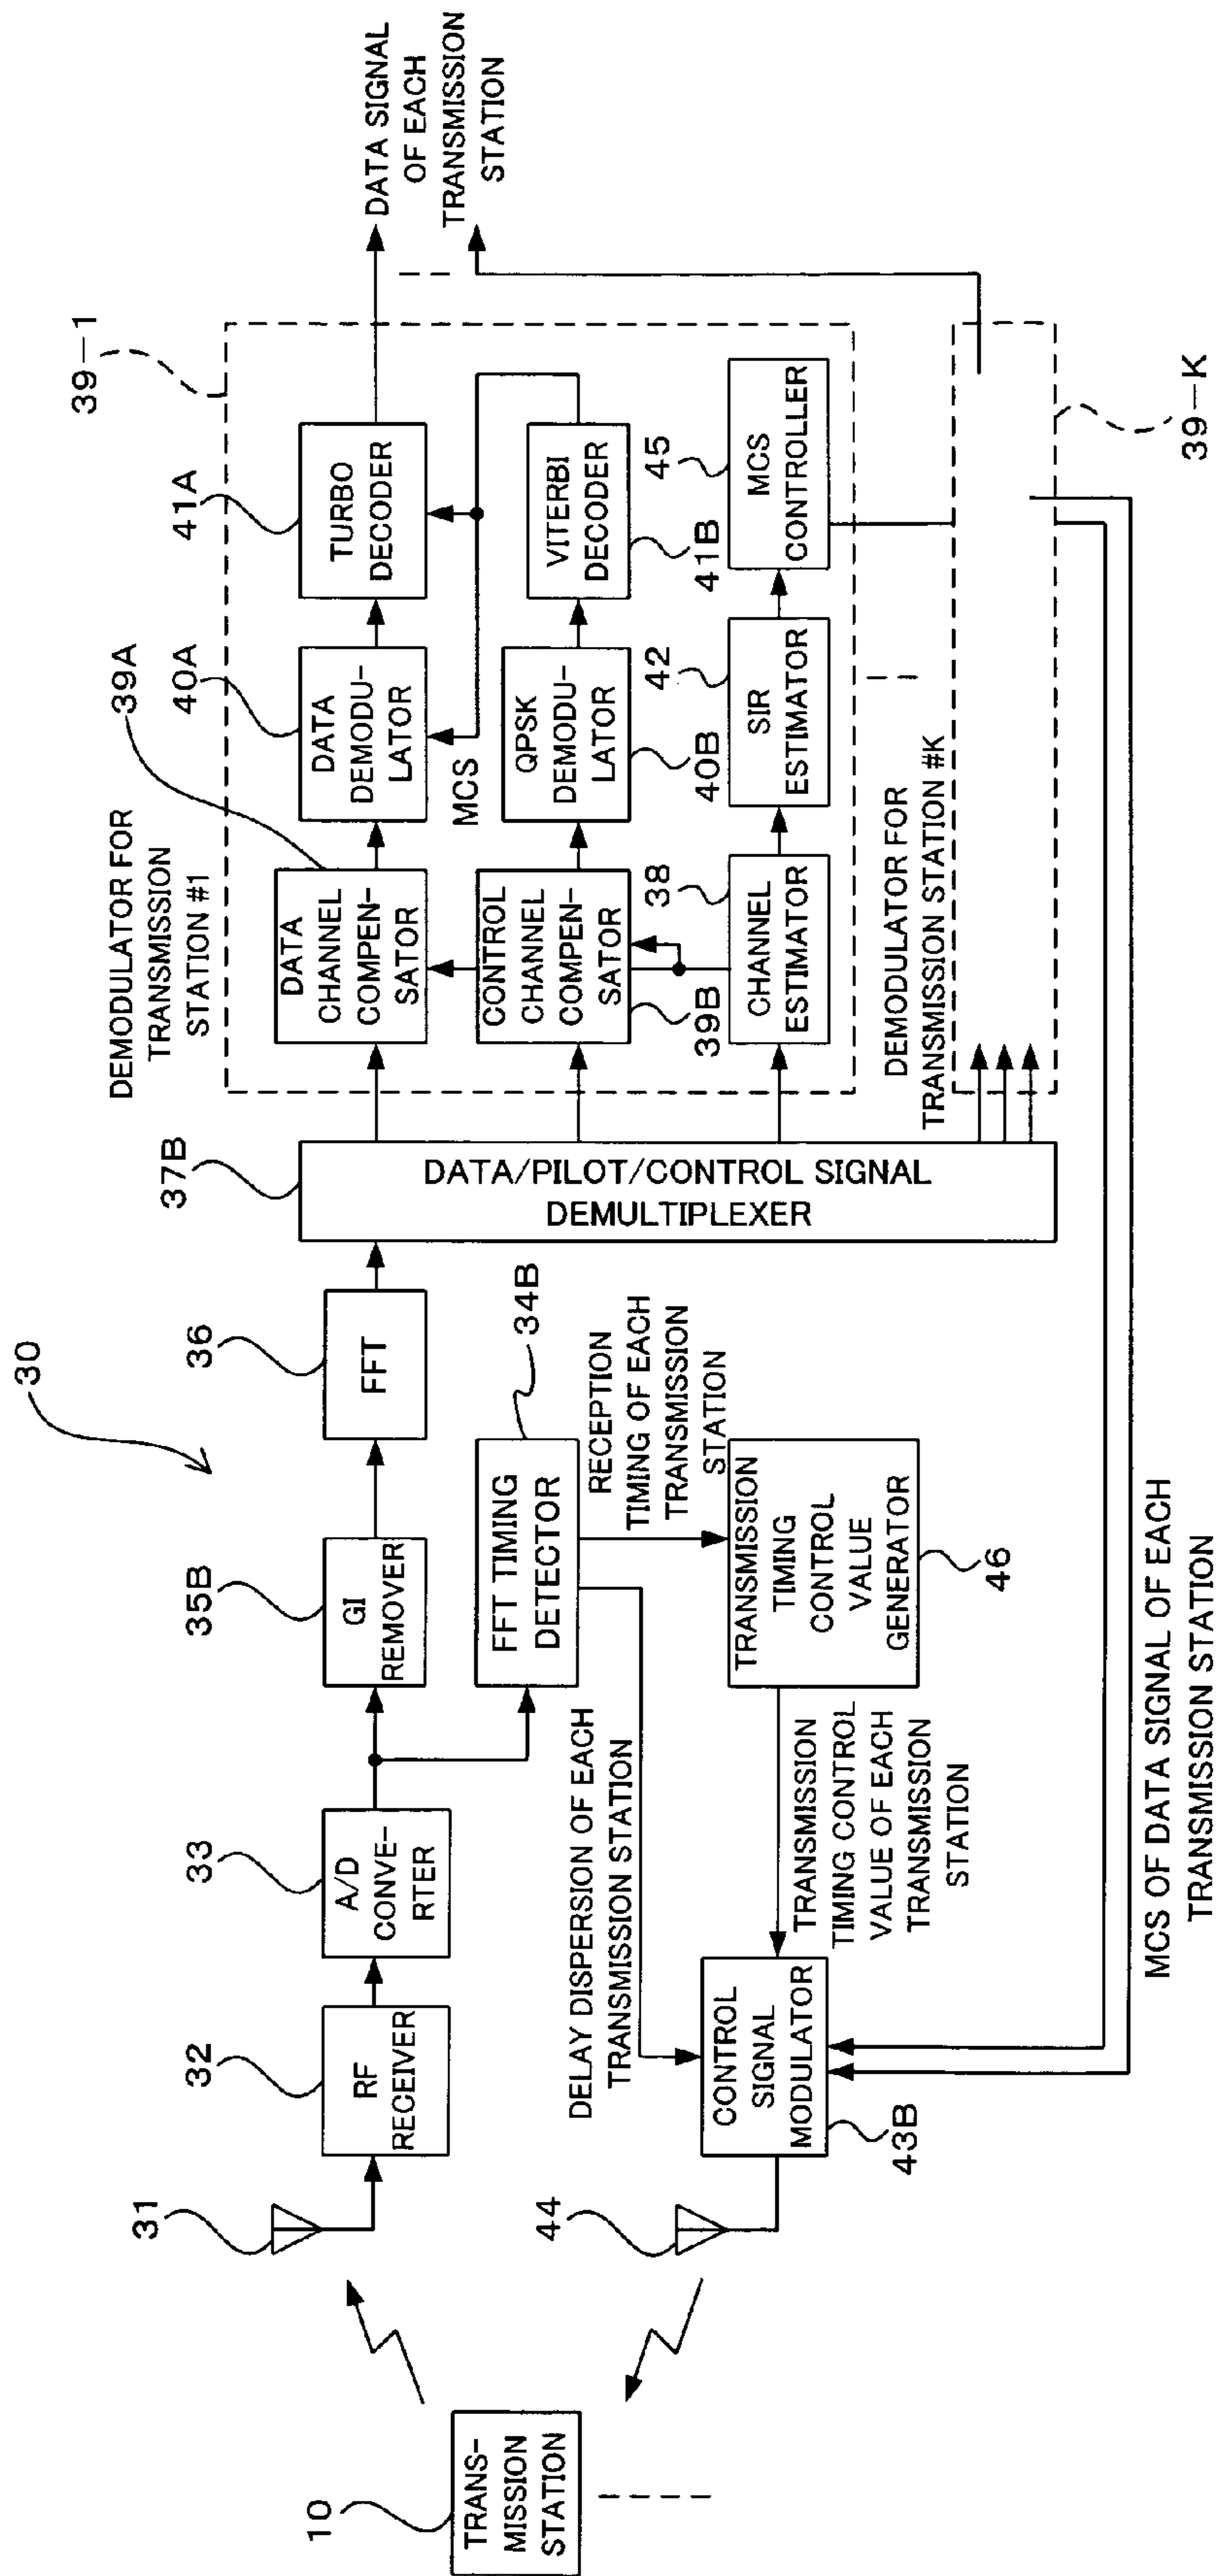 30
10
TRANS-
MISSION
STATION
31
32
RF
RECEIVER
33
A/D
CONVE-
RTER
35B
GI
REMOVER
36
FFT
34B
FFT TIMING
DETECTOR
RECEPTION
TIMING OF EACH
TRANSMISSION
STATION
DELAY DISPERSION OF EACH
TRANSMISSION STATION
TRANSMISSION
TIMING
CONTROL
VALUE
GENERATOR
46
TRANSMISSION
TIMING CONTROL
VALUE OF EACH
TRANSMISSION
STATION
44
CONTROL
SIGNAL
MODULATOR
43B
37B
DATA/PILOT/CONTROL SIGNAL
DEMULTIPLEXER
DEMODULATOR FOR
TRANSMISSION
STATION #1
39-1
39A
DATA
CHANNEL
COMPEN-
SATOR
40A
DATA
DEMODU-
LATOR
41A
TURBO
DECODER
MCS
CONTROL
CHANNEL
COMPEN-
SATOR
39B
QPSK
DEMODU-
LATOR
40B
VITERBI
DECODER
41B
38
CHANNEL
ESTIMATOR
42
SIR
ESTIMATOR
45
MCS
CONTROLLER
DATA SIGNAL
OF EACH
TRANSMISSION
STATION
DEMODULATOR FOR
TRANSMISSION STATION #K
39-K
MCS OF DATA SIGNAL OF EACH
TRANSMISSION STATION